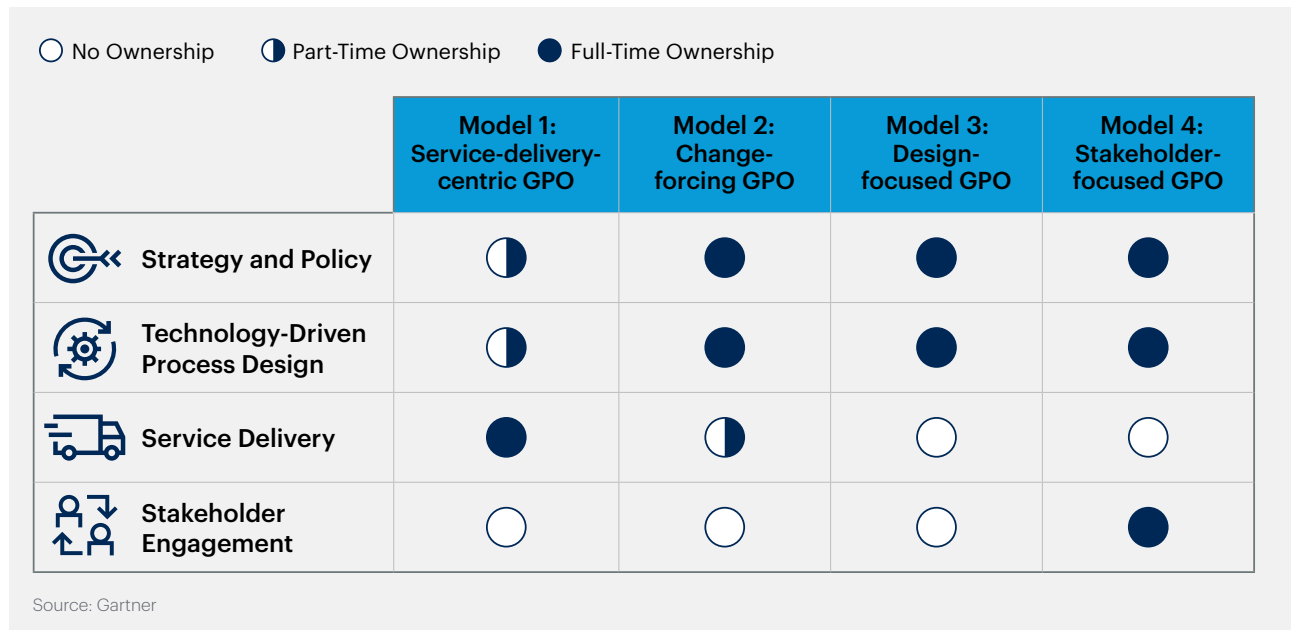 No Ownership
Part-Time Ownership
Full-Time Ownership
Model 1:
Service-delivery-
centric GPO
Model 2:
Change-
forcing GPO
Model 3:
Design-
focused GPO
Model 4:
Stakeholder-
focused GPO
Strategy and Policy
Technology-Driven
Process Design
Service Delivery
Stakeholder
Engagement
Source: Gartner